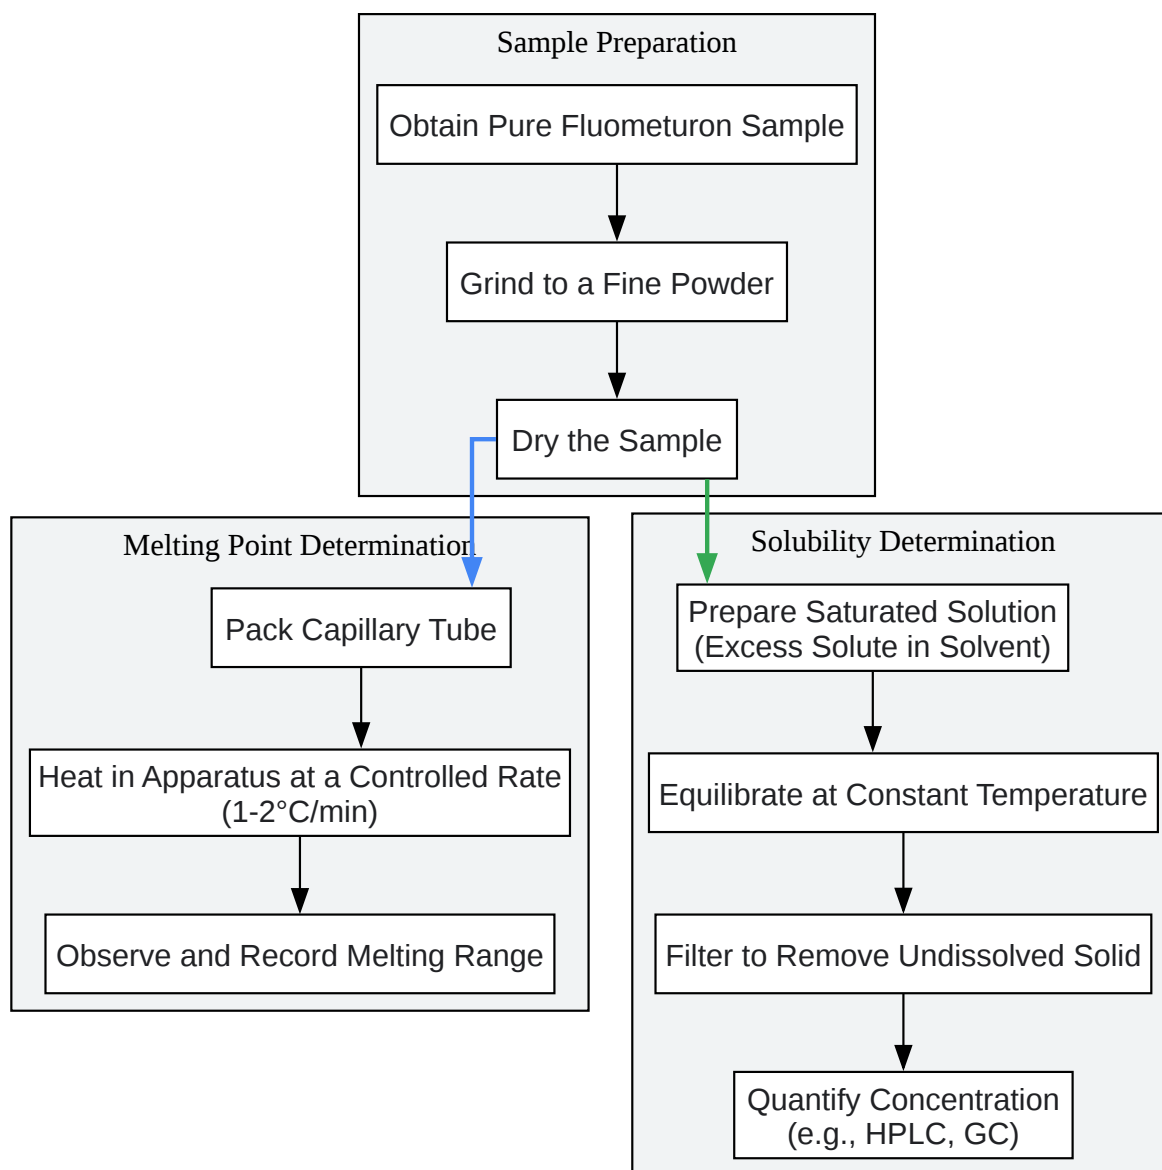 Sample Preparation
Obtain Pure Fluometuron Sample
Grind to a Fine Powder
Dry the Sample
Melting Point Determination
Pack Capillary Tube
Heat in Apparatus at a Controlled Rate
(1-2°C/min)
Observe and Record Melting Range
Solubility Determination
Prepare Saturated Solution
(Excess Solute in Solvent)
Equilibrate at Constant Temperature
Filter to Remove Undissolved Solid
Quantify Concentration
(e.g., HPLC, GC)